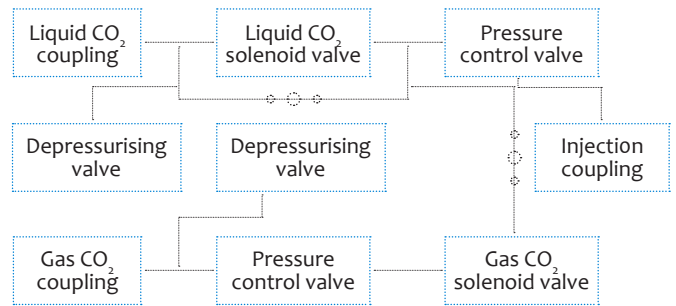 Liquid CO₂
coupling
Liquid CO₂
solenoid valve
Pressure
control valve
Depressurising
valve
Depressurising
valve
Injection
coupling
Gas CO₂
coupling
Pressure
control valve
Gas CO₂
solenoid valve